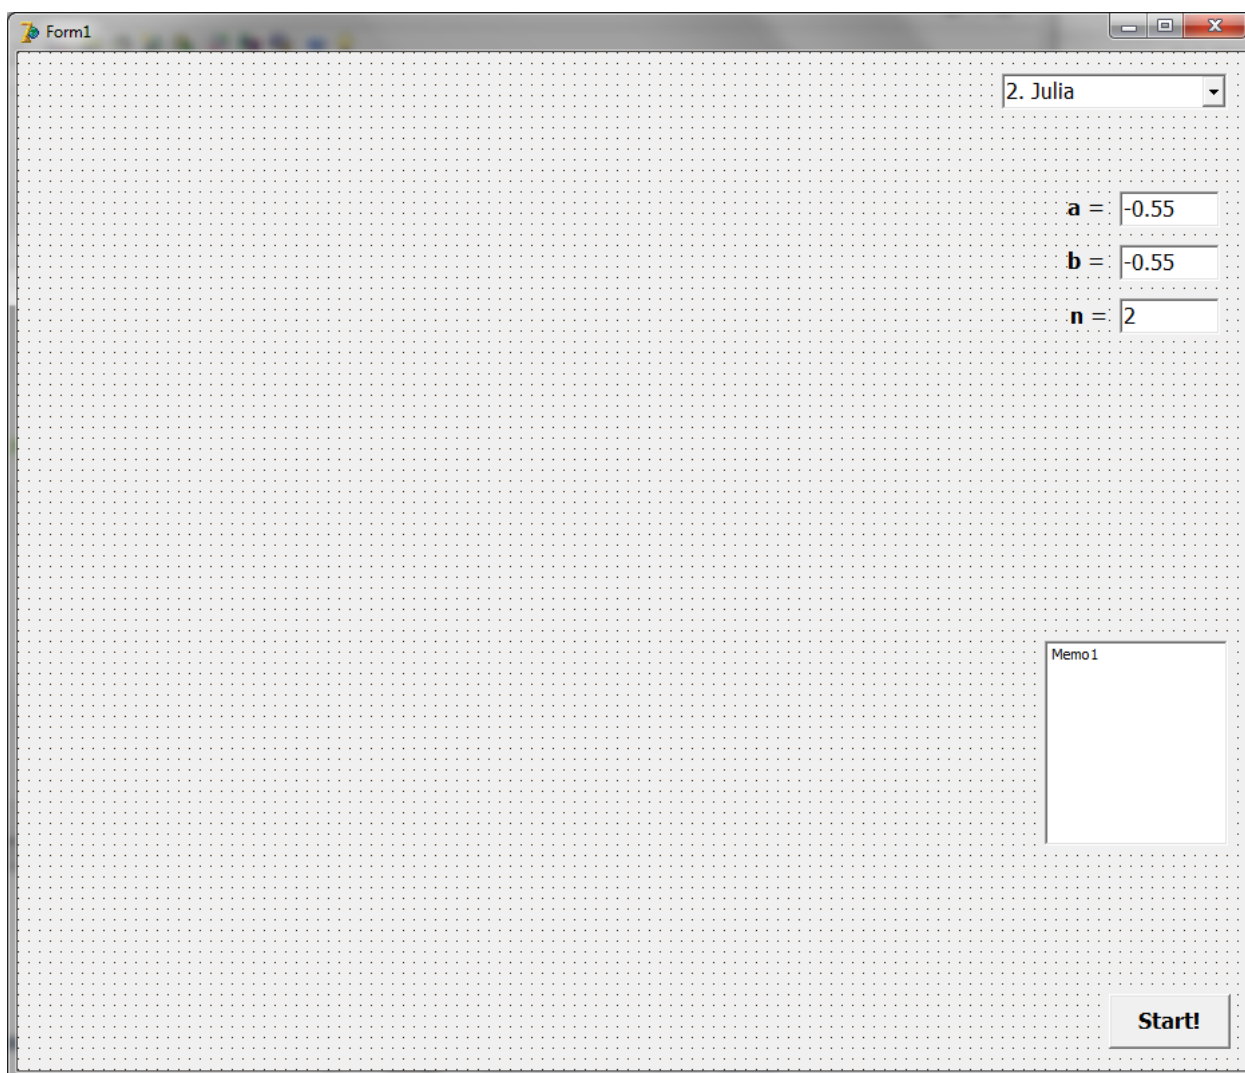 Form1
2. Julia
a = -0.55
b = -0.55
n = 2
Memo1
Start!